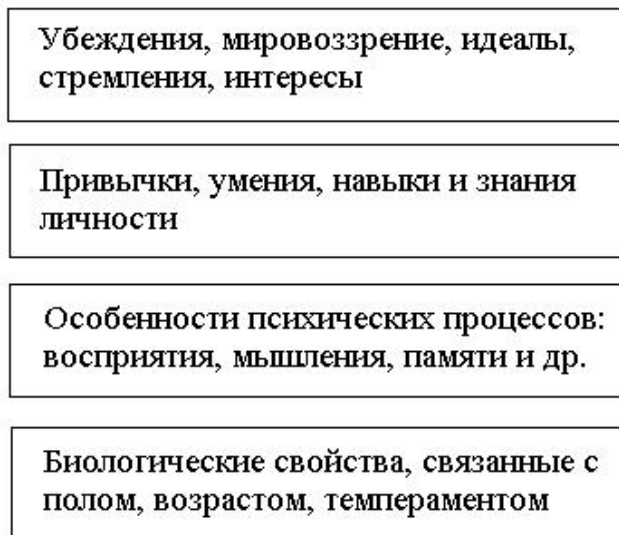 Убеждения, мировоззрение, идеалы,
стремления, интересы
Привычки, умения, навыки и знания
личности
Особенности психических процессов:
восприятия, мышления, памяти и др.
Биологические свойства, связанные с
полом, возрастом, темпераментом